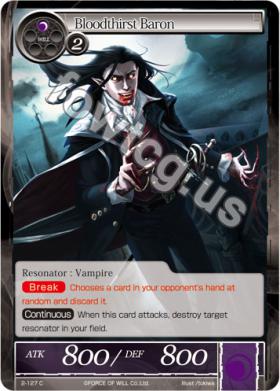 Bloodthirst Baron
WILL
2
fowtcg.us
Resonator : Vampire
Break Chooses a card in your opponent's hand at
random and discard it.
Continuous When this card attacks, destroy target
resonator in your field.
ATK 800/ DEF 800
2-127 C ©FORCE OF WILL Co.,Ltd.